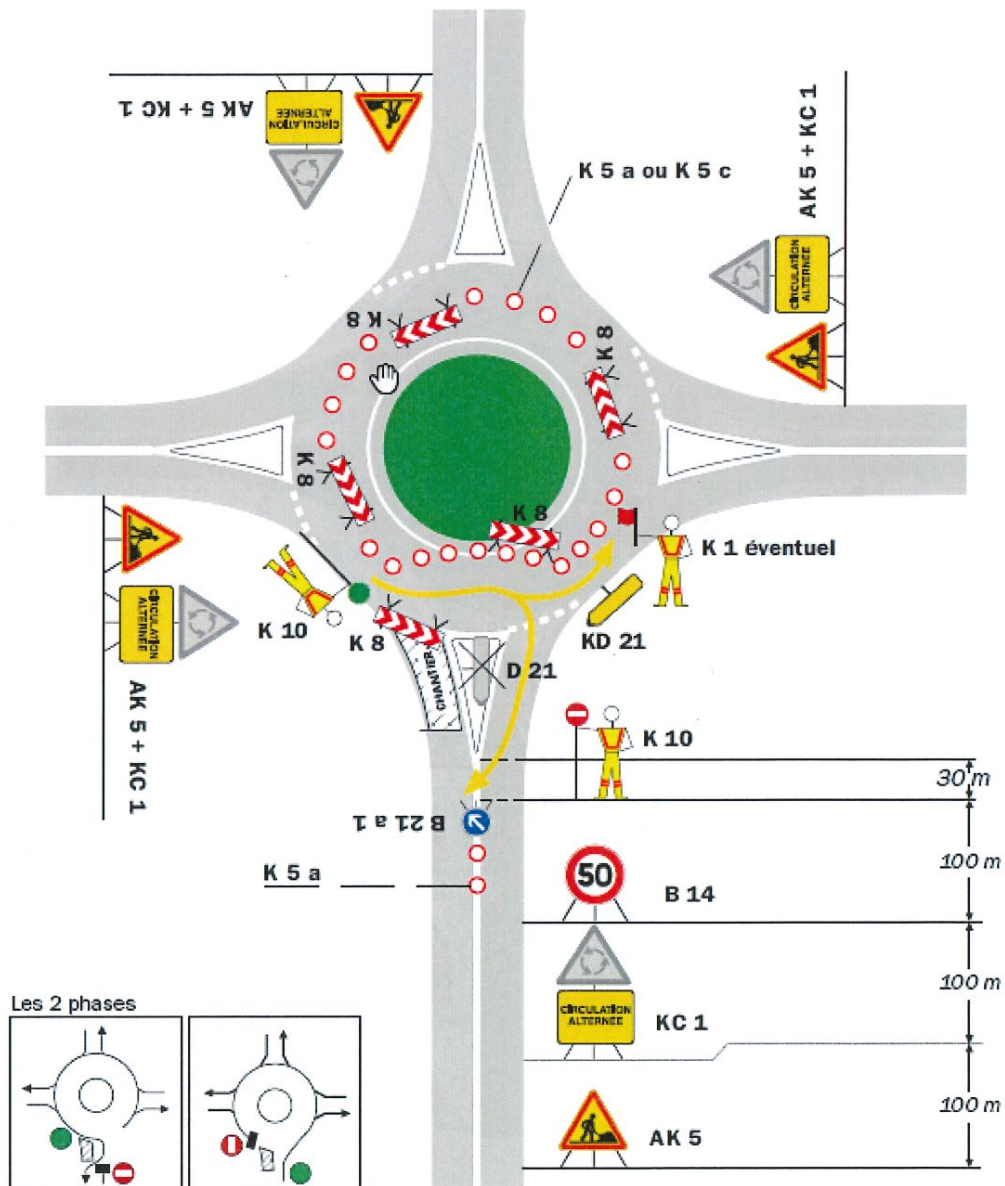 AK 5 + KC 1
CIRCULATION
ALTERNÉE
K 5 a ou K 5 c
AK 5 + KC 1
CIRCULATION
ALTERNÉE
K 8
K 8
K 8
K 8
K 1 éventuel
K 10
K 8
KD 21
CHANTIER
D 21
CIRCULATION
ALTERNÉE
AK 5 + KC 1
K 10
30 m
B 21 a 1
100 m
K 5 a
50
B 14
100 m
CIRCULATION
ALTERNÉE
KC 1
Les 2 phases
100 m
AK 5